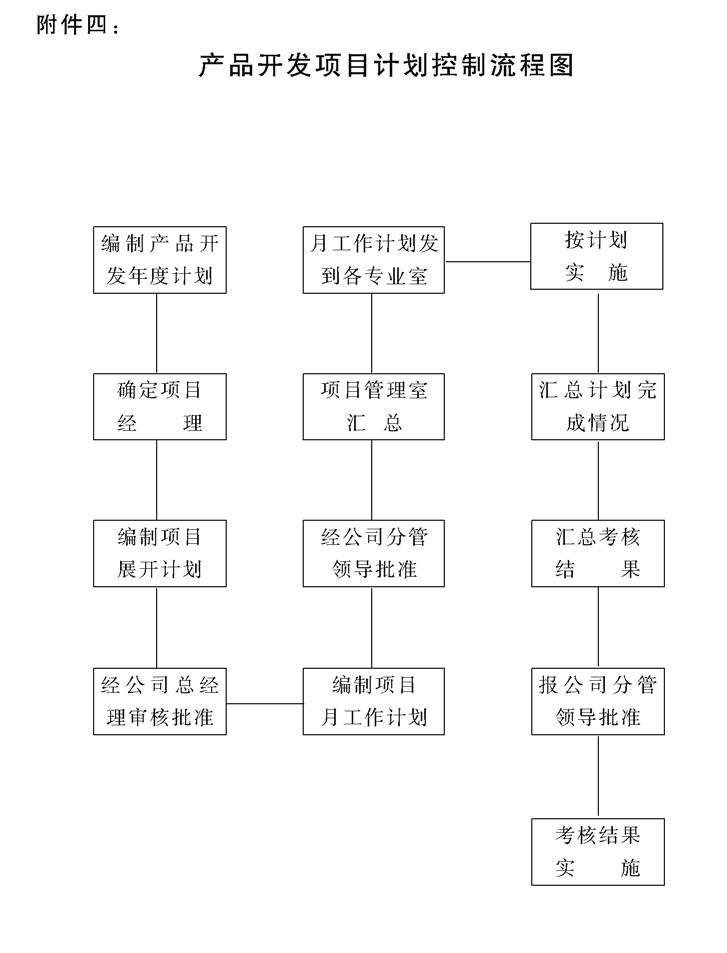 附件四：
产品开发项目计划控制流程图
编制产品开
发年度计划
确定项目
经 理
编制项目
展开计划
经公司总经
理审核批准
编制项目
月工作计划
经公司分管
领导批准
项目管理室
汇 总
月工作计划发
到各专业室
按计划
实 施
汇总计划完
成情况
汇总考核
结 果
报公司分管
领导批准
考核结果
实 施